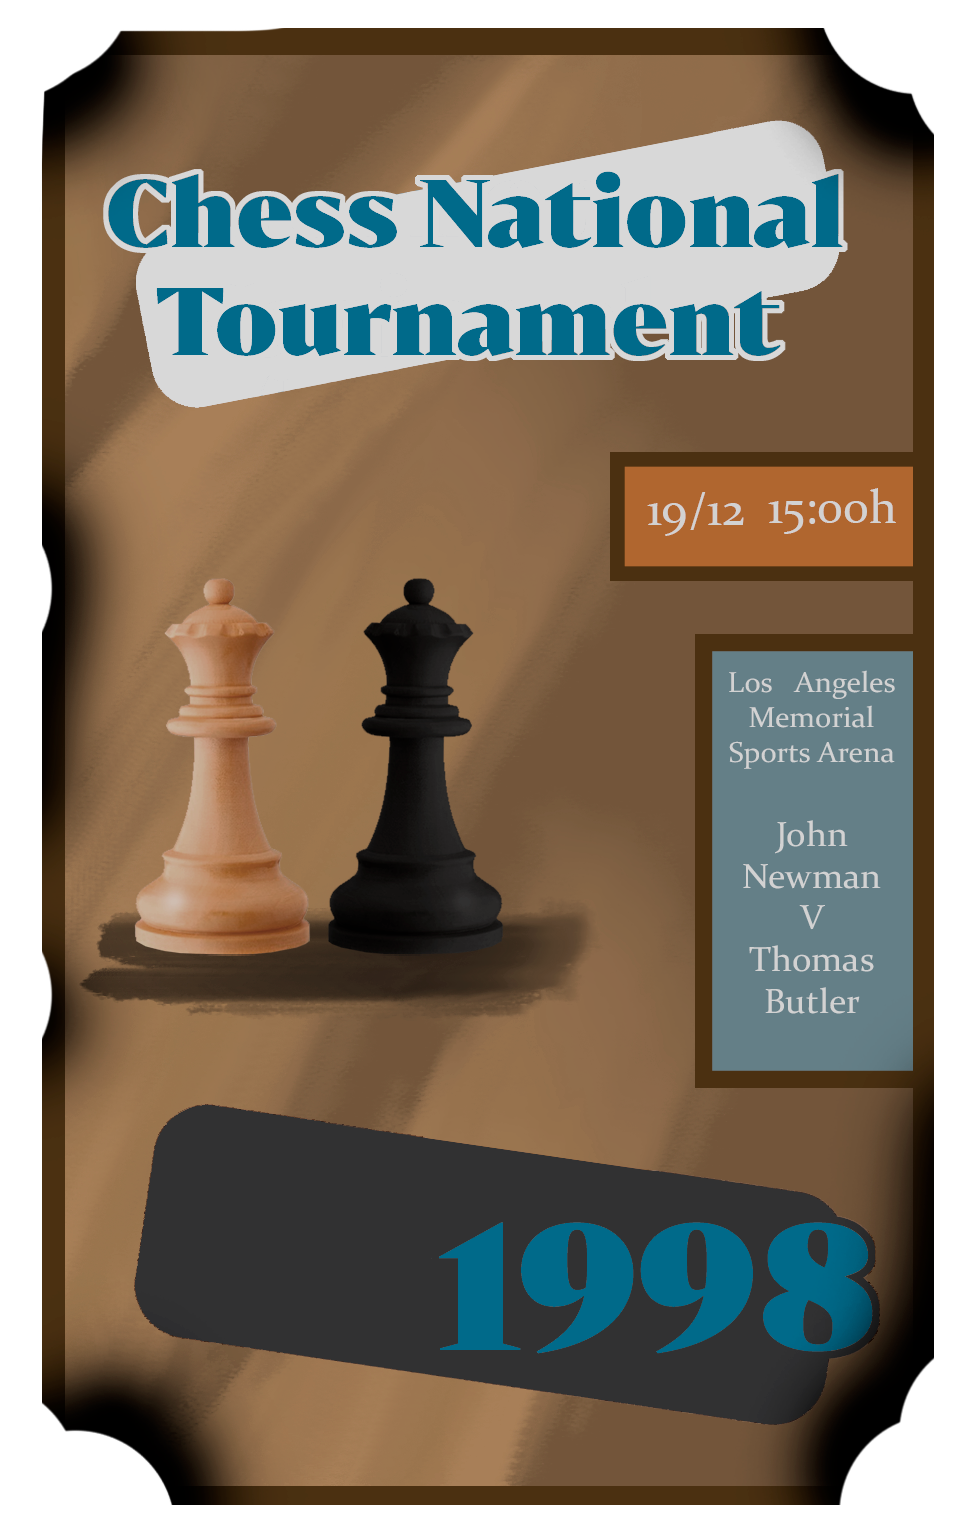 Chess National
Tournament
19/12 15:00h
Los Angeles
Memorial
Sports Arena
John
Newman
V
Thomas
Butler
1998